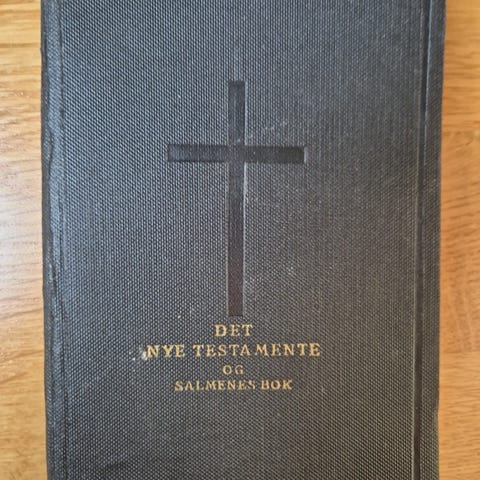 DET
NYE TESTAMENTE
OG
SALMENES BOK